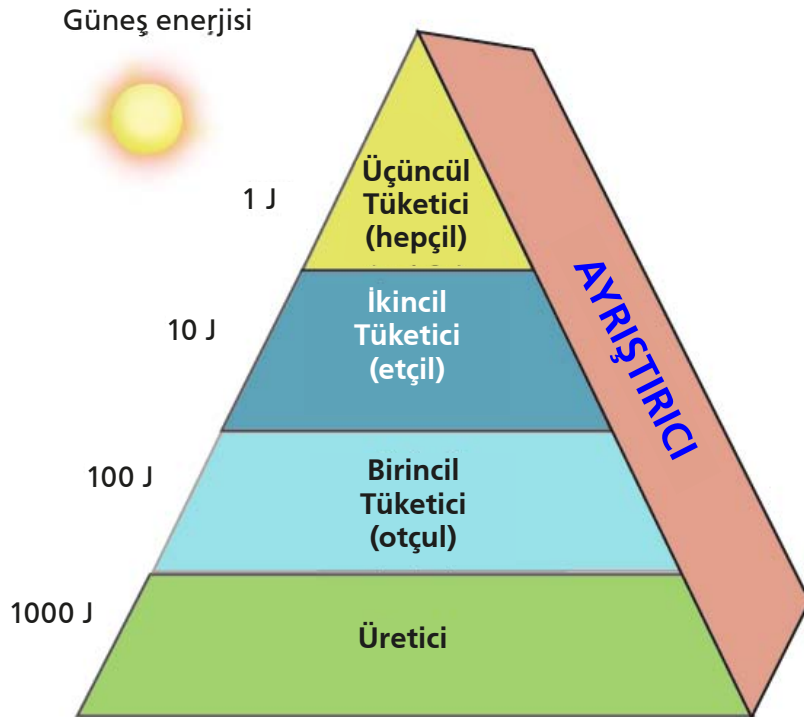 Güneş enerjisi
1 J
Üçüncül
Tüketici
(hepçil)
10 J
İkincil
Tüketici
(etçil)
100 J
Birincil
Tüketici
(otçul)
1000 J
Üretici
AYRIŞTIRICI